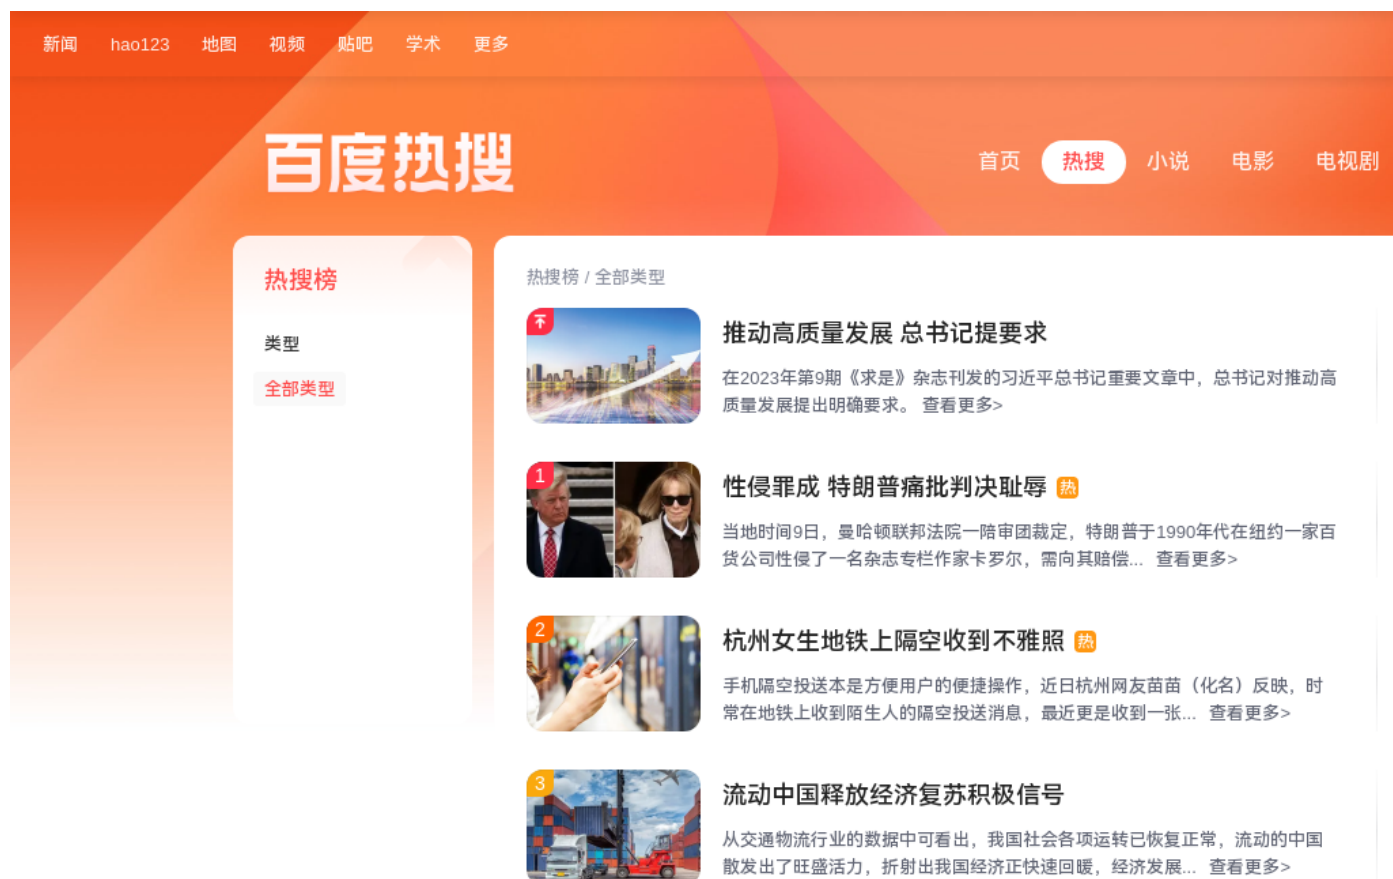 新闻 hao123 地图 视频 贴吧 学术 更多
百度热搜
首页 热搜 小说 电影 电视剧
热搜榜
类型
全部类型
热搜榜 / 全部类型
推动高质量发展 总书记提要求
在2023年第9期《求是》杂志刊发的习近平总书记重要文章中，总书记对推动高
质量发展提出明确要求。 查看更多>
1
性侵罪成 特朗普痛批判决耻辱 热
当地时间9日，曼哈顿联邦法院一陪审团裁定，特朗普于1990年代在纽约一家百
货公司性侵了一名杂志专栏作家卡罗尔，需向其赔偿... 查看更多>
2
杭州女生地铁上隔空收到不雅照 热
手机隔空投送本是方便用户的便捷操作，近日杭州网友苗苗（化名）反映，时
常在地铁上收到陌生人的隔空投送消息，最近更是收到一张... 查看更多>
3
流动中国释放经济复苏积极信号
从交通物流行业的数据中可看出，我国社会各项运转已恢复正常，流动的中国
散发出了旺盛活力，折射出我国经济正快速回暖，经济发展... 查看更多>